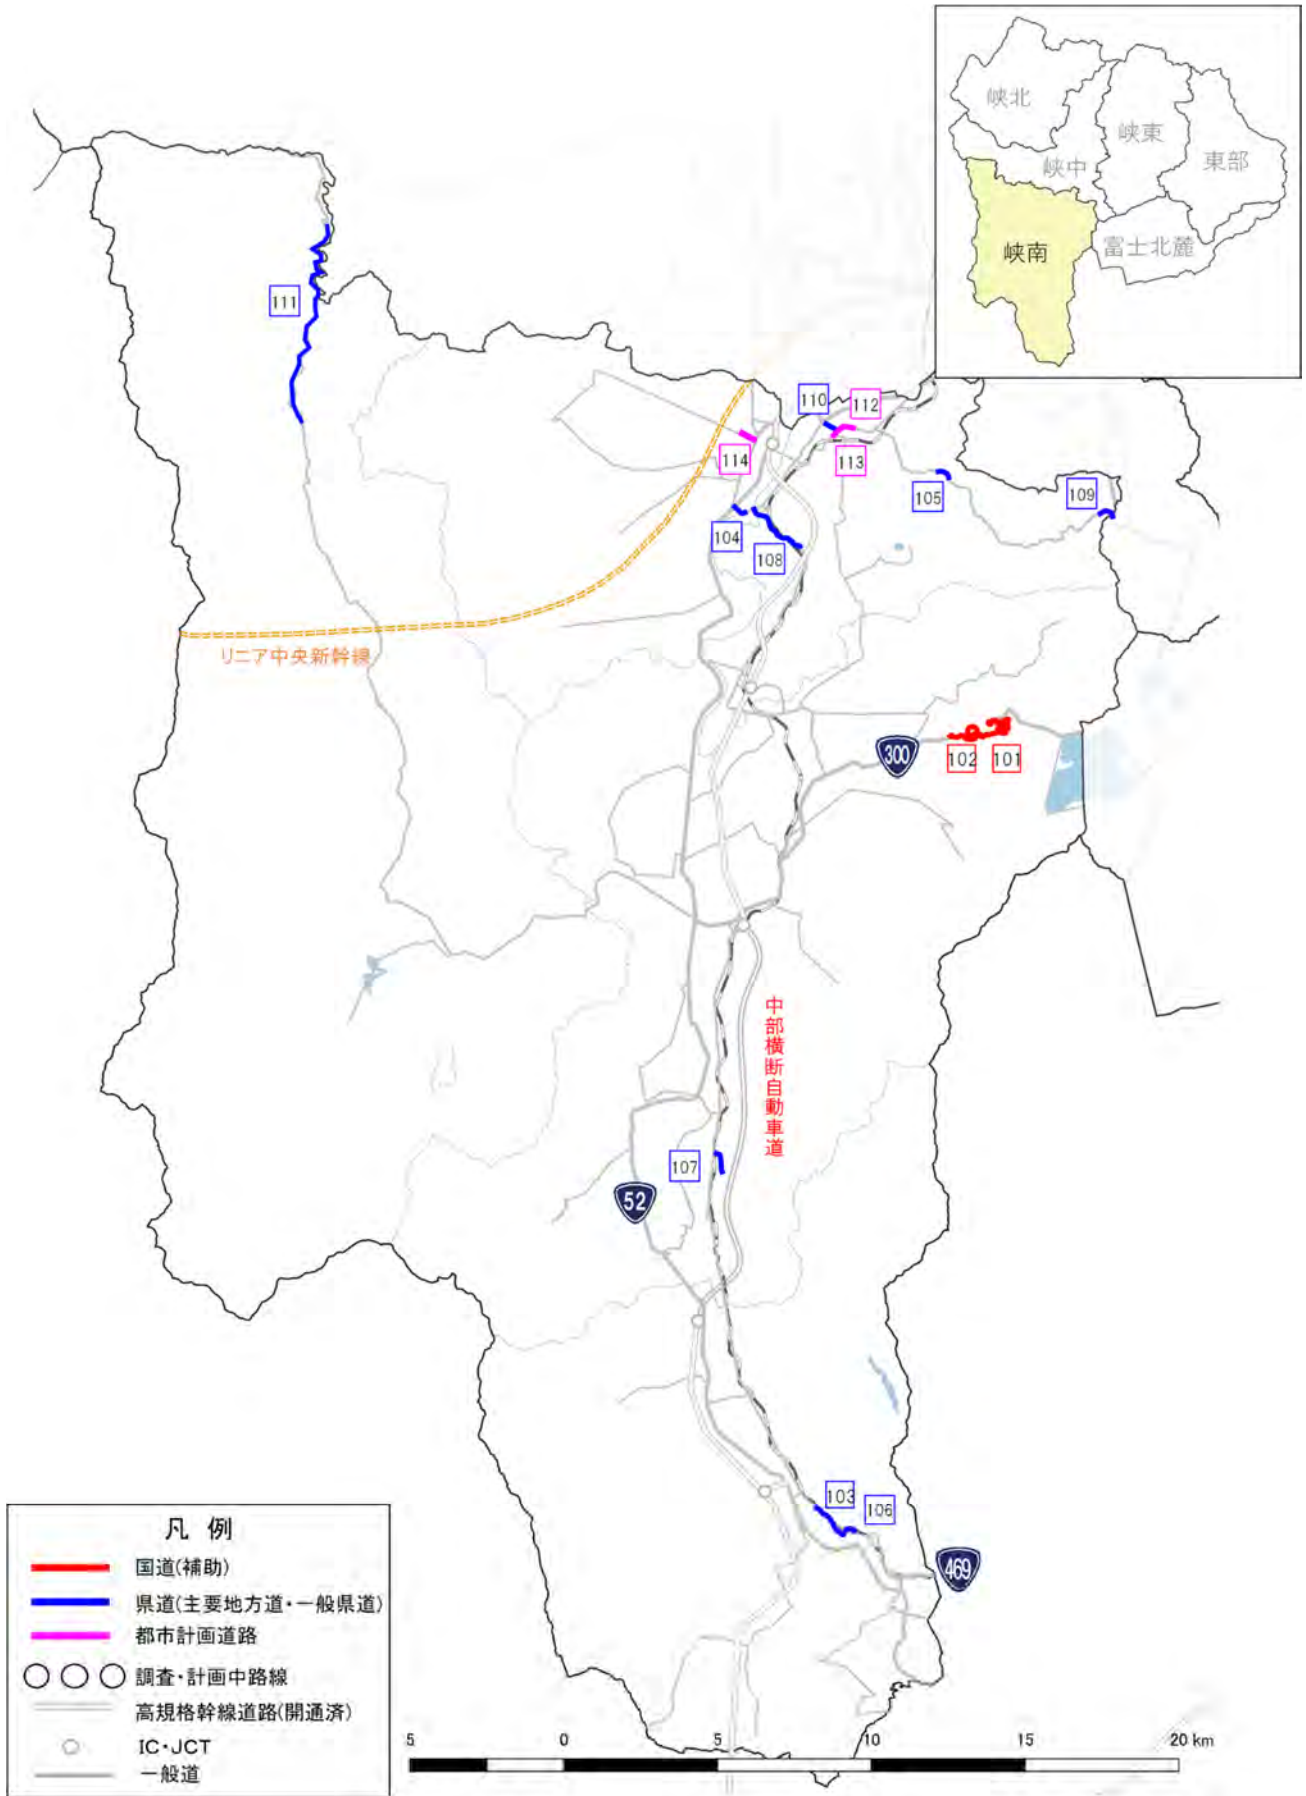 峡北
峡東
峡中
東部
峡南
富士北麓
111
110
112
114
113
105
109
104
108
リニア中央新幹線
300
102
101
中部横断自動車道
107
52
103
106
469
凡 例
国道(補助)
県道(主要地方道・一般県道)
都市計画道路
調査・計画中路線
高規格幹線道路(開通済)
IC・JCT
一般道
5 0 5 10 15 20 km